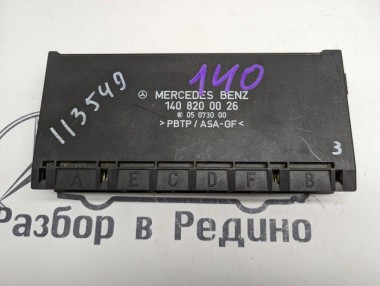 140
MERCEDES BENZ
140 820 00 26
05 0730 00
>PBTP/ASA-GF<
113549
3
A E C D F B
Разбор в Редино